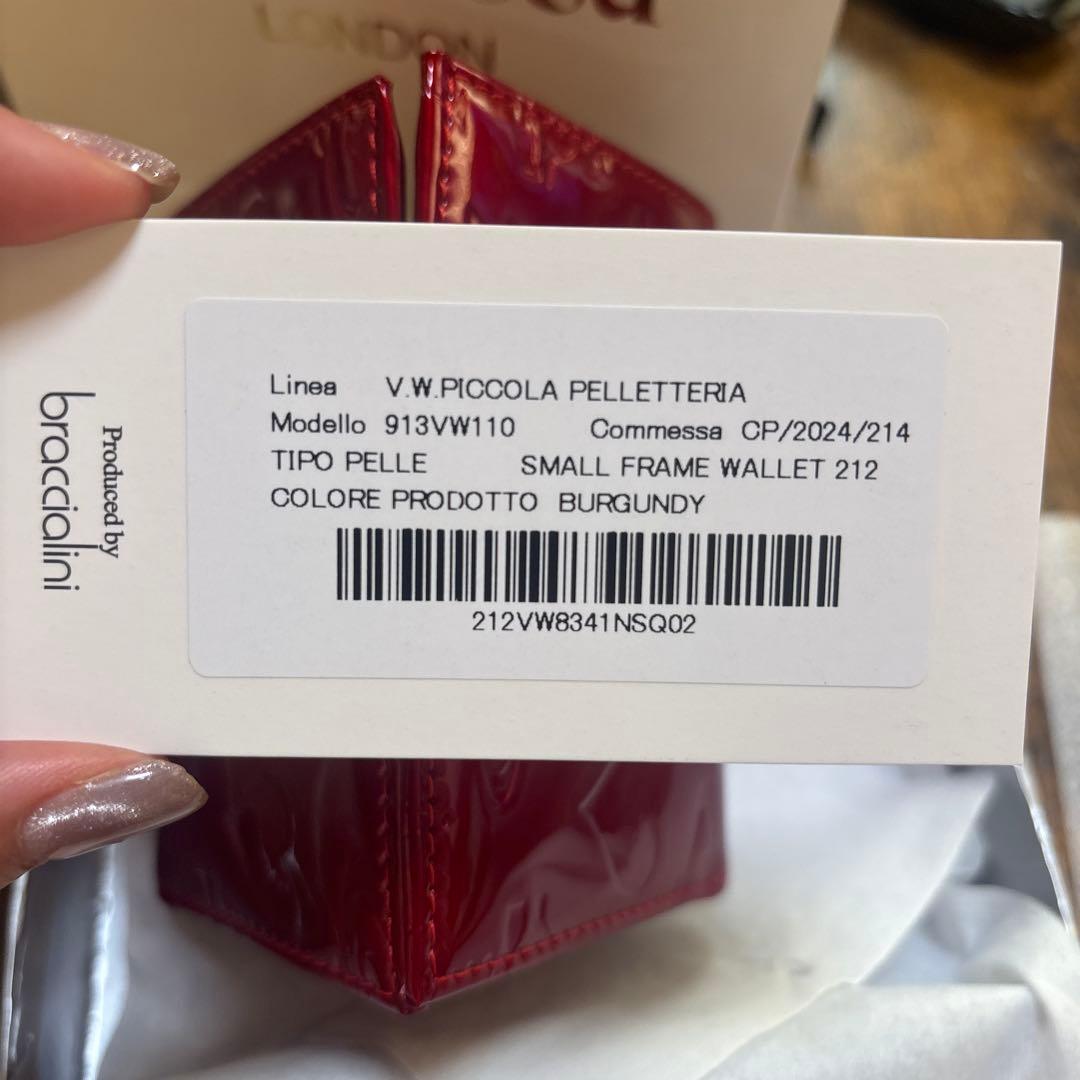 LONDON
Linea V.W.PICCOLA PELLETTERIA
Modello 913VW110 Commessa CP/2024/214
TIPO PELLE SMALL FRAME WALLET 212
COLORE PRODOTTO BURGUNDY
212VW8341NSQ02
Produced by
braccialini